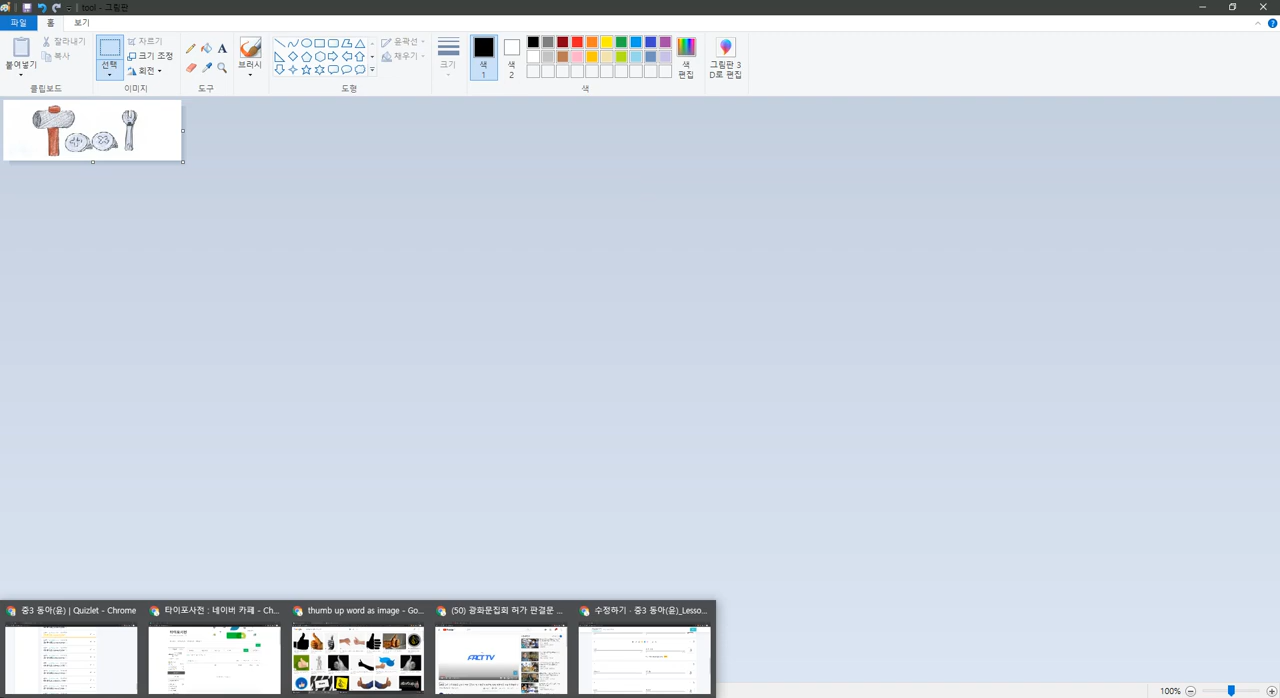 tool - 그림판
파일 홈 보기
붙여넣기 잘라내기 복사 선택 자르기 크기 조정 회전 A 브러시 윤곽선 채우기 크기 색 1 색 2 색 편집 그림판 3D로 편집
클립보드 이미지 도구 도형 색
중3 동아(윤) | Quizlet - Chrome
타이포사전 : 네이버 카페 - Ch...
thumb up word as image - Go...
(50) 광화문집회 허가 판결문 ...
수정하기 · 중3 동아(윤)_Lesso...
FACT TV
100%